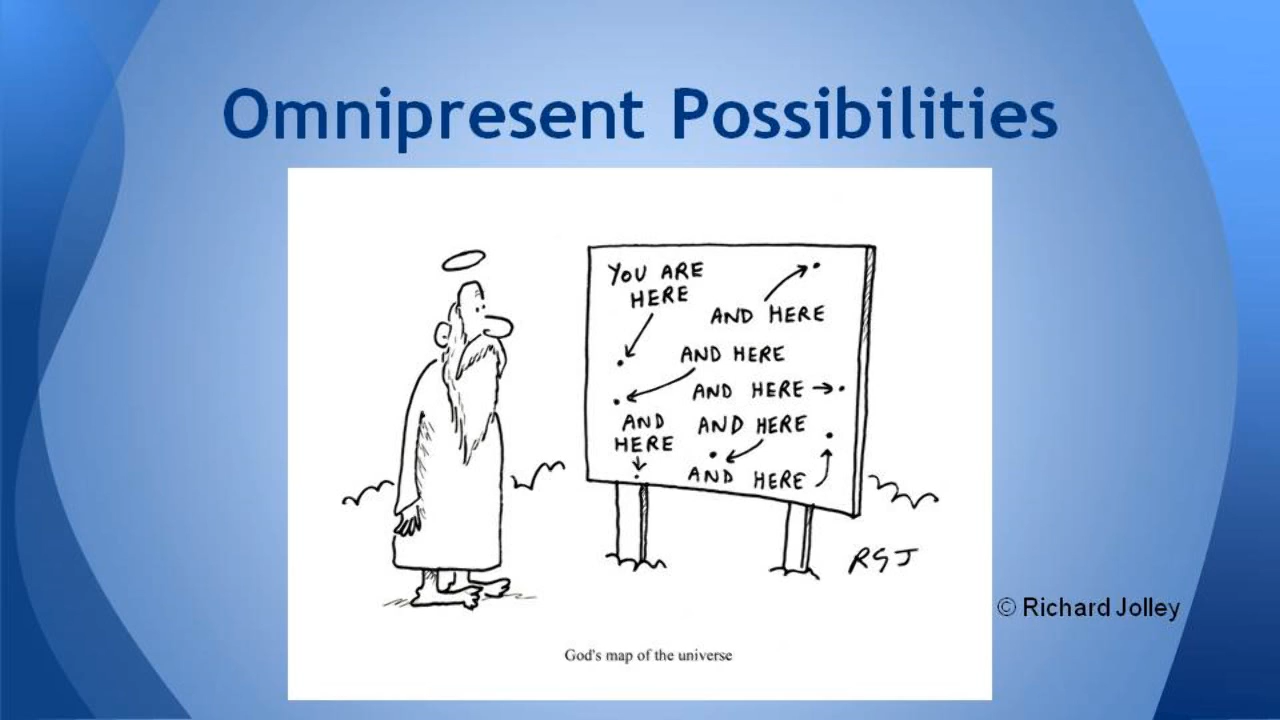 Omnipresent Possibilities
YOU ARE
HERE
AND HERE
AND HERE
AND HERE
AND
HERE
AND HERE
AND HERE
RGJ
© Richard Jolley
God's map of the universe